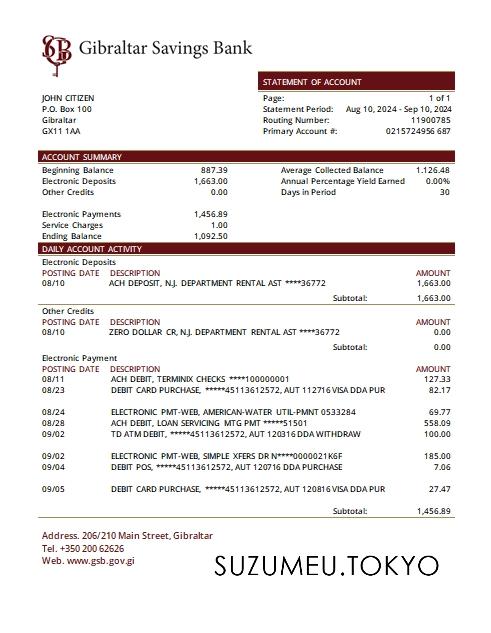 GSB Gibraltar Savings Bank
STATEMENT OF ACCOUNT
JOHN CITIZEN
P.O. Box 100
Gibraltar
GX11 1AA
Page: 1 of 1
Statement Period: Aug 10, 2024 - Sep 10, 2024
Routing Number: 11900785
Primary Account #: 0215724956 687
ACCOUNT SUMMARY
Beginning Balance 887.39 Average Collected Balance 1.126.48
Electronic Deposits 1,663.00 Annual Percentage Yield Earned 0.00%
Other Credits 0.00 Days in Period 30
Electronic Payments 1,456.89
Service Charges 1.00
Ending Balance 1,092.50
DAILY ACCOUNT ACTIVITY
Electronic Deposits
POSTING DATE DESCRIPTION AMOUNT
08/10 ACH DEPOSIT, N.J. DEPARTMENT RENTAL AST ****36772 1,663.00
Subtotal: 1,663.00
Other Credits
POSTING DATE DESCRIPTION AMOUNT
08/10 ZERO DOLLAR CR, N.J. DEPARTMENT RENTAL AST ****36772 0.00
Subtotal: 0.00
Electronic Payment
POSTING DATE DESCRIPTION AMOUNT
08/11 ACH DEBIT, TERMINIX CHECKS ****100000001 127.33
08/23 DEBIT CARD PURCHASE, *****45113612572, AUT 112716 VISA DDA PUR 82.17
08/24 ELECTRONIC PMT-WEB, AMERICAN-WATER UTIL-PMNT 0533284 69.77
08/28 ACH DEBIT, LOAN SERVICING MTG PMT *****51501 558.09
09/02 TD ATM DEBIT, *****45113612572, AUT 120316 DDA WITHDRAW 100.00
09/02 ELECTRONIC PMT-WEB, SIMPLE XFERS DR N****0000021K6F 185.00
09/04 DEBIT POS, *****45113612572, AUT 120716 DDA PURCHASE 7.06
09/05 DEBIT CARD PURCHASE, *****45113612572, AUT 120816 VISA DDA PUR 27.47
Subtotal: 1,456.89
Address. 206/210 Main Street, Gibraltar
Tel. +350 200 62626
Web. www.gsb.gov.gi
SUZUMEU.TOKYO